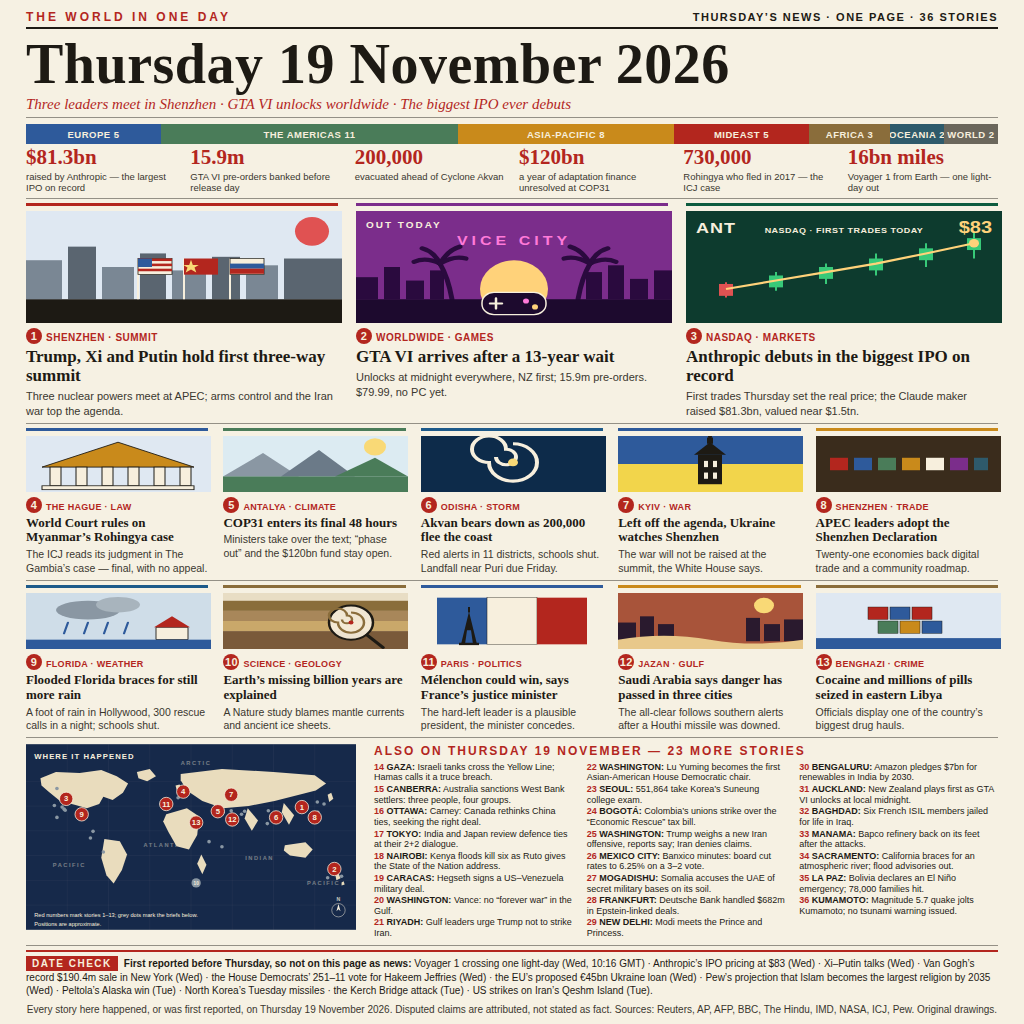 THE WORLD IN ONE DAY
THURSDAY'S NEWS · ONE PAGE · 36 STORIES
Thursday 19 November 2026
Three leaders meet in Shenzhen · GTA VI unlocks worldwide · The biggest IPO ever debuts
EUROPE 5
THE AMERICAS 11
ASIA-PACIFIC 8
MIDEAST 5
AFRICA 3
OCEANIA 2
WORLD 2
$81.3bn
raised by Anthropic — the largest
IPO on record
15.9m
GTA VI pre-orders banked before
release day
200,000
evacuated ahead of Cyclone Akvan
$120bn
a year of adaptation finance
unresolved at COP31
730,000
Rohingya who fled in 2017 — the
ICJ case
16bn miles
Voyager 1 from Earth — one light-
day out
1 SHENZHEN · SUMMIT
Trump, Xi and Putin hold first three-way
summit
Three nuclear powers meet at APEC; arms control and the Iran
war top the agenda.
OUT TODAY
VICE CITY
2 WORLDWIDE · GAMES
GTA VI arrives after a 13-year wait
Unlocks at midnight everywhere, NZ first; 15.9m pre-orders.
$79.99, no PC yet.
ANT
NASDAQ · FIRST TRADES TODAY
$83
3 NASDAQ · MARKETS
Anthropic debuts in the biggest IPO on
record
First trades Thursday set the real price; the Claude maker
raised $81.3bn, valued near $1.5tn.
4 THE HAGUE · LAW
World Court rules on
Myanmar's Rohingya case
The ICJ reads its judgment in The
Gambia's case — final, with no appeal.
5 ANTALYA · CLIMATE
COP31 enters its final 48 hours
Ministers take over the text; "phase
out" and the $120bn fund stay open.
6 ODISHA · STORM
Akvan bears down as 200,000
flee the coast
Red alerts in 11 districts, schools shut.
Landfall near Puri due Friday.
7 KYIV · WAR
Left off the agenda, Ukraine
watches Shenzhen
The war will not be raised at the
summit, the White House says.
8 SHENZHEN · TRADE
APEC leaders adopt the
Shenzhen Declaration
Twenty-one economies back digital
trade and a community roadmap.
9 FLORIDA · WEATHER
Flooded Florida braces for still
more rain
A foot of rain in Hollywood, 300 rescue
calls in a night; schools shut.
10 SCIENCE · GEOLOGY
Earth's missing billion years are
explained
A Nature study blames mantle currents
and ancient ice sheets.
11 PARIS · POLITICS
Mélenchon could win, says
France's justice minister
The hard-left leader is a plausible
president, the minister concedes.
12 JAZAN · GULF
Saudi Arabia says danger has
passed in three cities
The all-clear follows southern alerts
after a Houthi missile was downed.
13 BENGHAZI · CRIME
Cocaine and millions of pills
seized in eastern Libya
Officials display one of the country's
biggest drug hauls.
WHERE IT HAPPENED
ARCTIC
3
9
4
11
7
5
13
12
6
1
8
2
10
ATLANT
PACIFIC
INDIAN
PACIFIC
N
Red numbers mark stories 1–13; grey dots mark the briefs below.
Positions are approximate.
ALSO ON THURSDAY 19 NOVEMBER — 23 MORE STORIES
14 GAZA: Israeli tanks cross the Yellow Line;
Hamas calls it a truce breach.
15 CANBERRA: Australia sanctions West Bank
settlers: three people, four groups.
16 OTTAWA: Carney: Canada rethinks China
ties, seeking the right deal.
17 TOKYO: India and Japan review defence ties
at their 2+2 dialogue.
18 NAIROBI: Kenya floods kill six as Ruto gives
the State of the Nation address.
19 CARACAS: Hegseth signs a US–Venezuela
military deal.
20 WASHINGTON: Vance: no "forever war" in the
Gulf.
21 RIYADH: Gulf leaders urge Trump not to strike
Iran.
22 WASHINGTON: Lu Yuming becomes the first
Asian-American House Democratic chair.
23 SEOUL: 551,864 take Korea's Suneung
college exam.
24 BOGOTÁ: Colombia's unions strike over the
"Economic Rescue" tax bill.
25 WASHINGTON: Trump weighs a new Iran
offensive, reports say; Iran denies claims.
26 MEXICO CITY: Banxico minutes: board cut
rates to 6.25% on a 3–2 vote.
27 MOGADISHU: Somalia accuses the UAE of
secret military bases on its soil.
28 FRANKFURT: Deutsche Bank handled $682m
in Epstein-linked deals.
29 NEW DELHI: Modi meets the Prince and
Princess.
30 BENGALURU: Amazon pledges $7bn for
renewables in India by 2030.
31 AUCKLAND: New Zealand plays first as GTA
VI unlocks at local midnight.
32 BAGHDAD: Six French ISIL members jailed
for life in Iraq.
33 MANAMA: Bapco refinery back on its feet
after the attacks.
34 SACRAMENTO: California braces for an
atmospheric river; flood advisories out.
35 LA PAZ: Bolivia declares an El Niño
emergency; 78,000 families hit.
36 KUMAMOTO: Magnitude 5.7 quake jolts
Kumamoto; no tsunami warning issued.
DATE CHECK First reported before Thursday, so not on this page as news: Voyager 1 crossing one light-day (Wed, 10:16 GMT) · Anthropic's IPO pricing at $83 (Wed) · Xi–Putin talks (Wed) · Van Gogh's
record $190.4m sale in New York (Wed) · the House Democrats' 251–11 vote for Hakeem Jeffries (Wed) · the EU's proposed €45bn Ukraine loan (Wed) · Pew's projection that Islam becomes the largest religion by 2035
(Wed) · Peltola's Alaska win (Tue) · North Korea's Tuesday missiles · the Kerch Bridge attack (Tue) · US strikes on Iran's Qeshm Island (Tue).
Every story here happened, or was first reported, on Thursday 19 November 2026. Disputed claims are attributed, not stated as fact. Sources: Reuters, AP, AFP, BBC, The Hindu, IMD, NASA, ICJ, Pew. Original drawings.